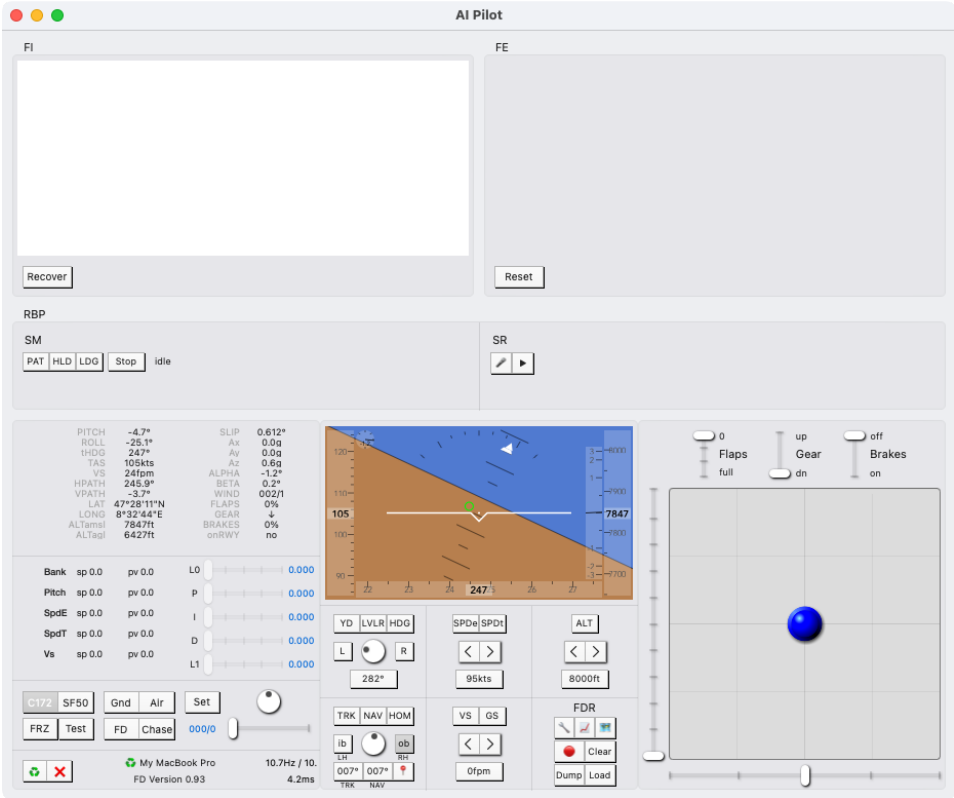 AI Pilot
FI
FE
Recover
Reset
RBP
SM
SR
PAT HLD LDG Stop idle
PITCH -4.7° SLIP 0.612°
ROLL -25.1° Ax 0.0g
tHDG 247° Ay 0.0g
TAS 105kts Az 0.6g
VS 24fpm ALPHA -1.2°
HPATH 245.9° BETA 0.2°
VPATH -3.7° WIND 002/1
LAT 47°28'11"N FLAPS 0%
LONG 8°32'44"E GEAR ↓
ALTamsl 7847ft BRAKES 0%
ALTagl 6427ft onRWY no
Bank sp 0.0 pv 0.0 L0 0.000
Pitch sp 0.0 pv 0.0 P 0.000
SpdE sp 0.0 pv 0.0 I 0.000
SpdT sp 0.0 pv 0.0 D 0.000
Vs sp 0.0 pv 0.0 L1 0.000
C172 SF50 Gnd Air Set
FRZ Test FD Chase 000/0
My MacBook Pro 10.7Hz / 10.
FD Version 0.93 4.2ms
120
110
105
100
90
3 8000
2
1 7900
7847
7800
1
2
3 7700
22 23 24 247 25 26 27
YD LVLR HDG
L R
282°
SPDe SPDt
< >
95kts
ALT
< >
8000ft
TRK NAV HOM
ib ob
LH RH
007° 007°
TRK NAV
VS GS
< >
0fpm
FDR
Clear
Dump Load
0 up off
Flaps Gear Brakes
full dn on